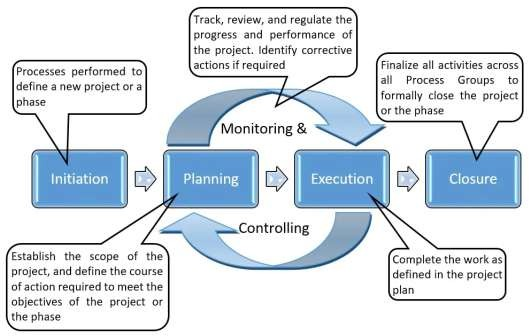 Track, review, and regulate the
progress and performance of
the project. Identify corrective
actions if required
Processes performed to
define a new project or a
phase
Finalize all activities across
all Process Groups to
formally close the project
or the phase
Monitoring &
Initiation
Planning
Execution
Closure
Controlling
Establish the scope of the
project, and define the course
of action required to meet the
objectives of the project or
the phase
Complete the work as
defined in the project
plan